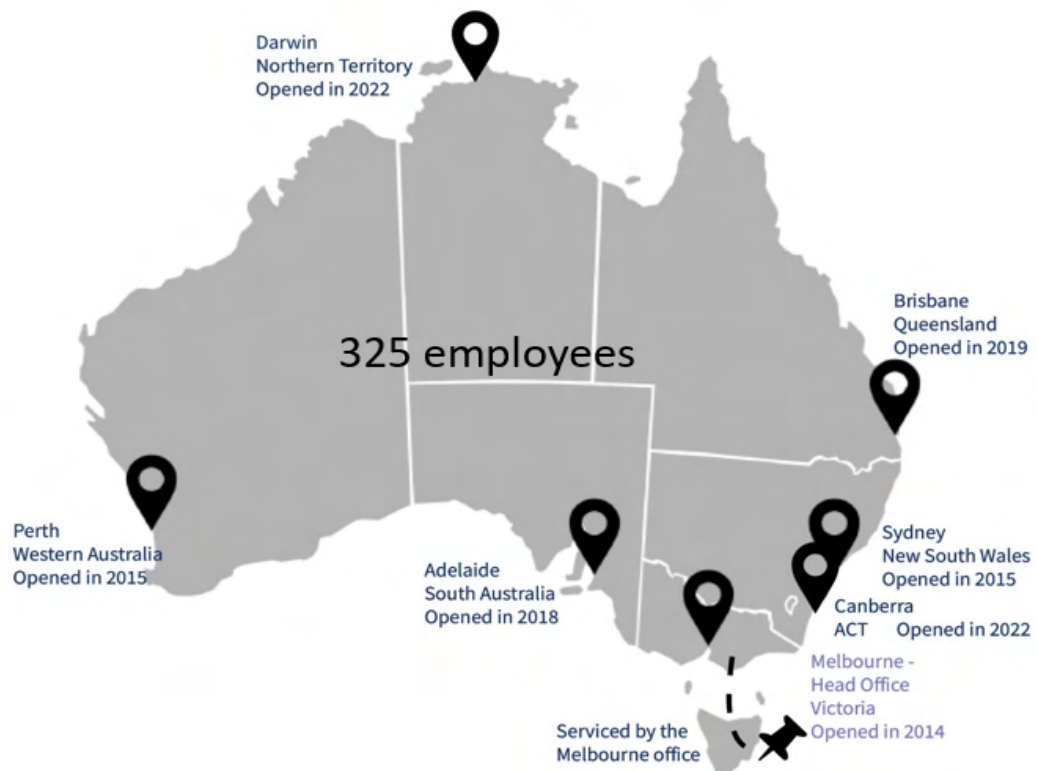 Darwin
Northern Territory
Opened in 2022
Brisbane
Queensland
Opened in 2019
325 employees
Perth
Western Australia
Opened in 2015
Adelaide
South Australia
Opened in 2018
Sydney
New South Wales
Opened in 2015
Canberra
ACT Opened in 2022
Melbourne -
Head Office
Victoria
Opened in 2014
Serviced by the
Melbourne office